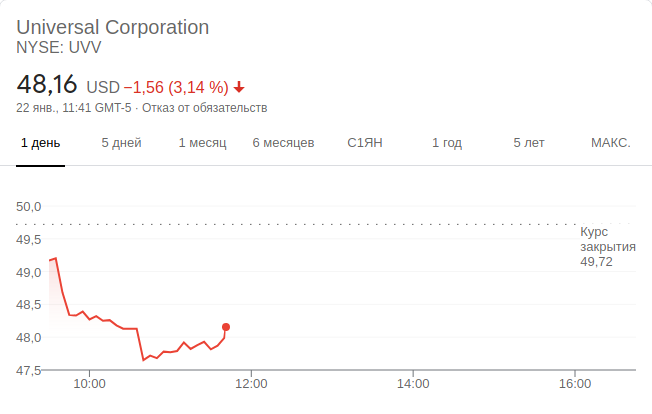 Universal Corporation
NYSE: UVV
48,16 USD −1,56 (3,14 %)
22 янв., 11:41 GMT-5 · Отказ от обязательств
1 день 5 дней 1 месяц 6 месяцев С1ЯН 1 год 5 лет МАКС.
50,0
49,5
49,0
48,5
48,0
47,5
Курс
закрытия
49,72
10:00 12:00 14:00 16:00